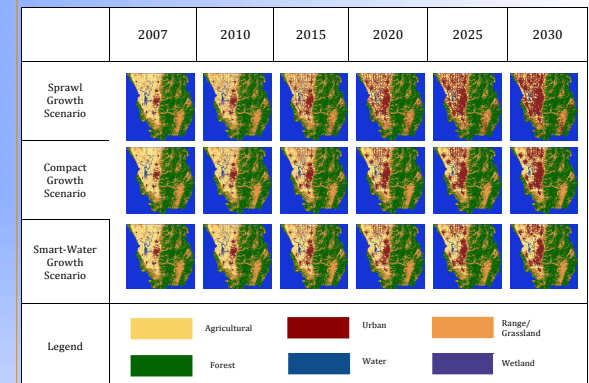 2007 2010 2015 2020 2025 2030
Sprawl
Growth
Scenario
Compact
Growth
Scenario
Smart-Water
Growth
Scenario
Legend
Agricultural
Urban
Range/
Grassland
Forest
Water
Wetland